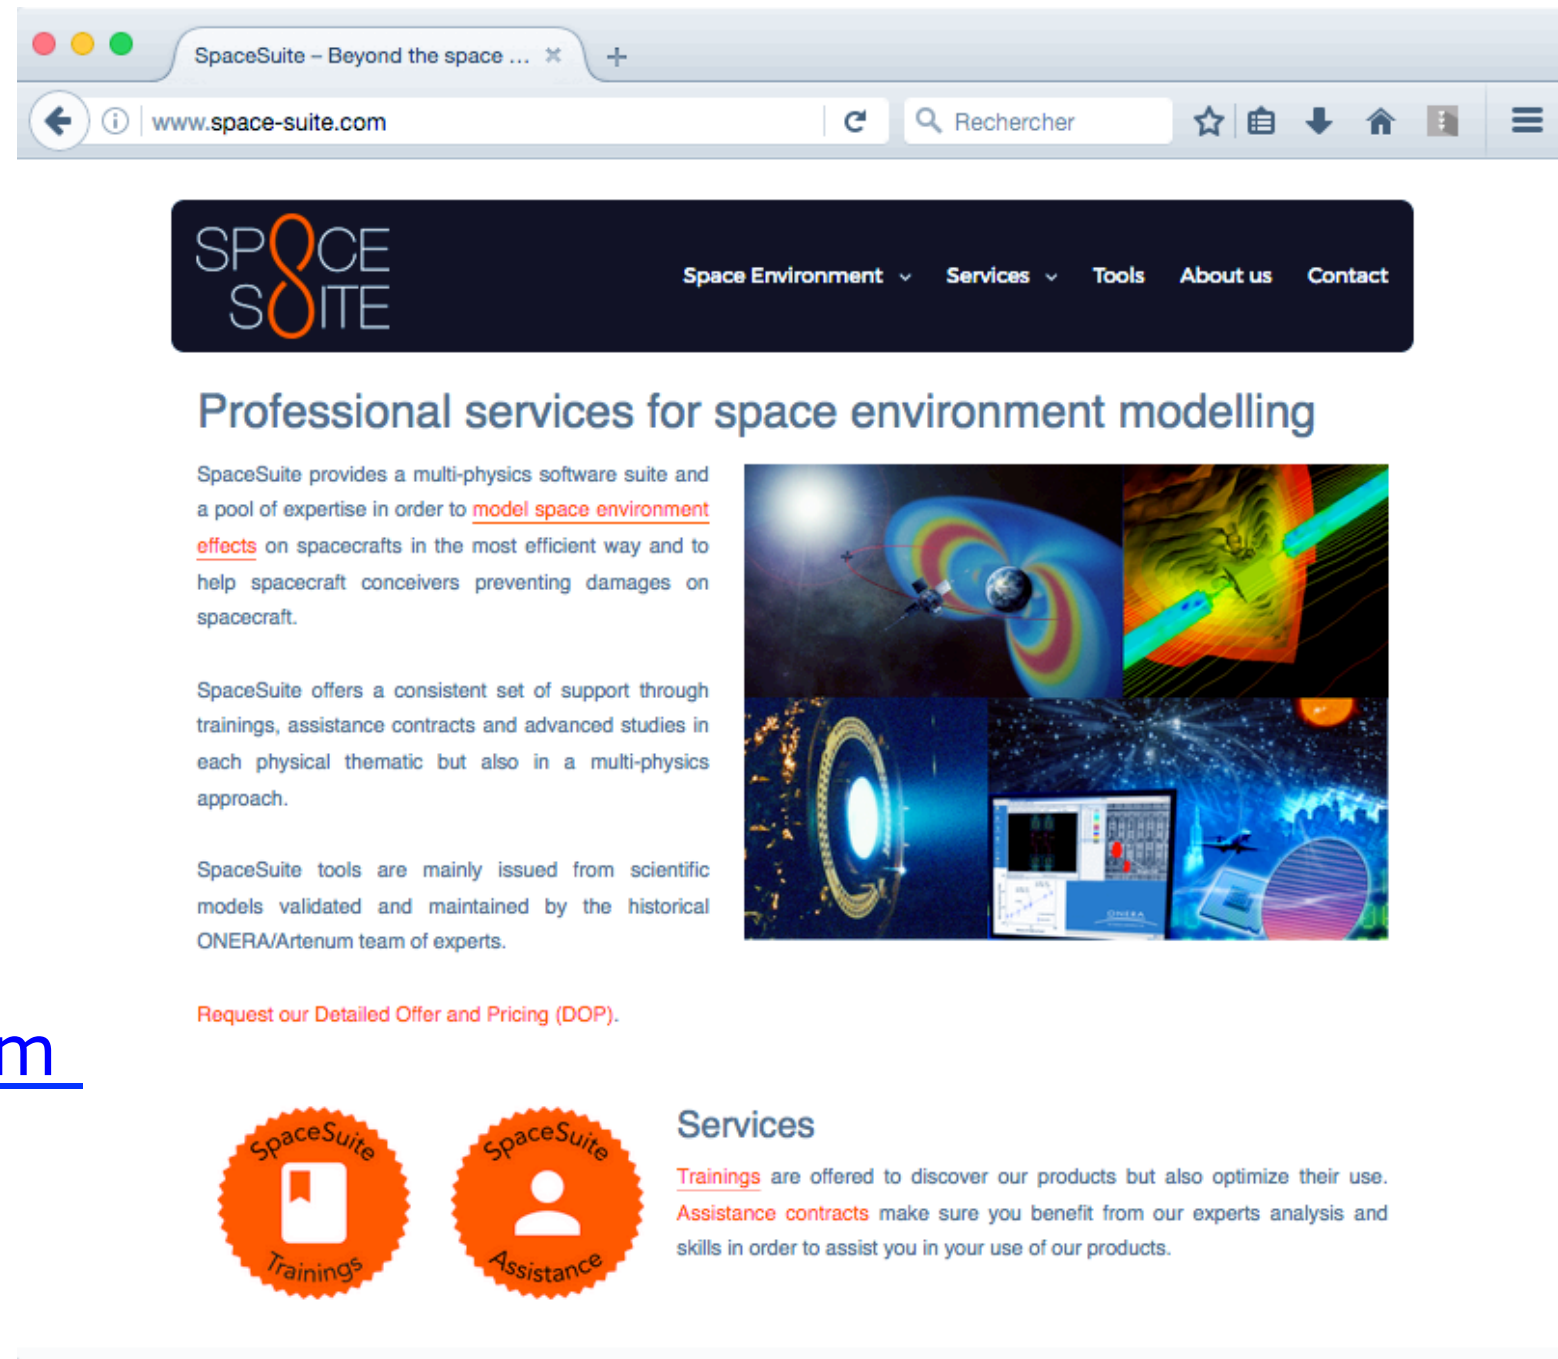 SpaceSuite – Beyond the space ...
www.space-suite.com
Rechercher
SPACE
SUITE
Space Environment
Services
Tools
About us
Contact
Professional services for space environment modelling
SpaceSuite provides a multi-physics software suite and
a pool of expertise in order to model space environment
effects on spacecrafts in the most efficient way and to
help spacecraft conceivers preventing damages on
spacecraft.
SpaceSuite offers a consistent set of support through
trainings, assistance contracts and advanced studies in
each physical thematic but also in a multi-physics
approach.
SpaceSuite tools are mainly issued from scientific
models validated and maintained by the historical
ONERA/Artenum team of experts.
ONERA
Request our Detailed Offer and Pricing (DOP).
m
SpaceSuite
Trainings
SpaceSuite
Assistance
Services
Trainings are offered to discover our products but also optimize their use.
Assistance contracts make sure you benefit from our experts analysis and
skills in order to assist you in your use of our products.